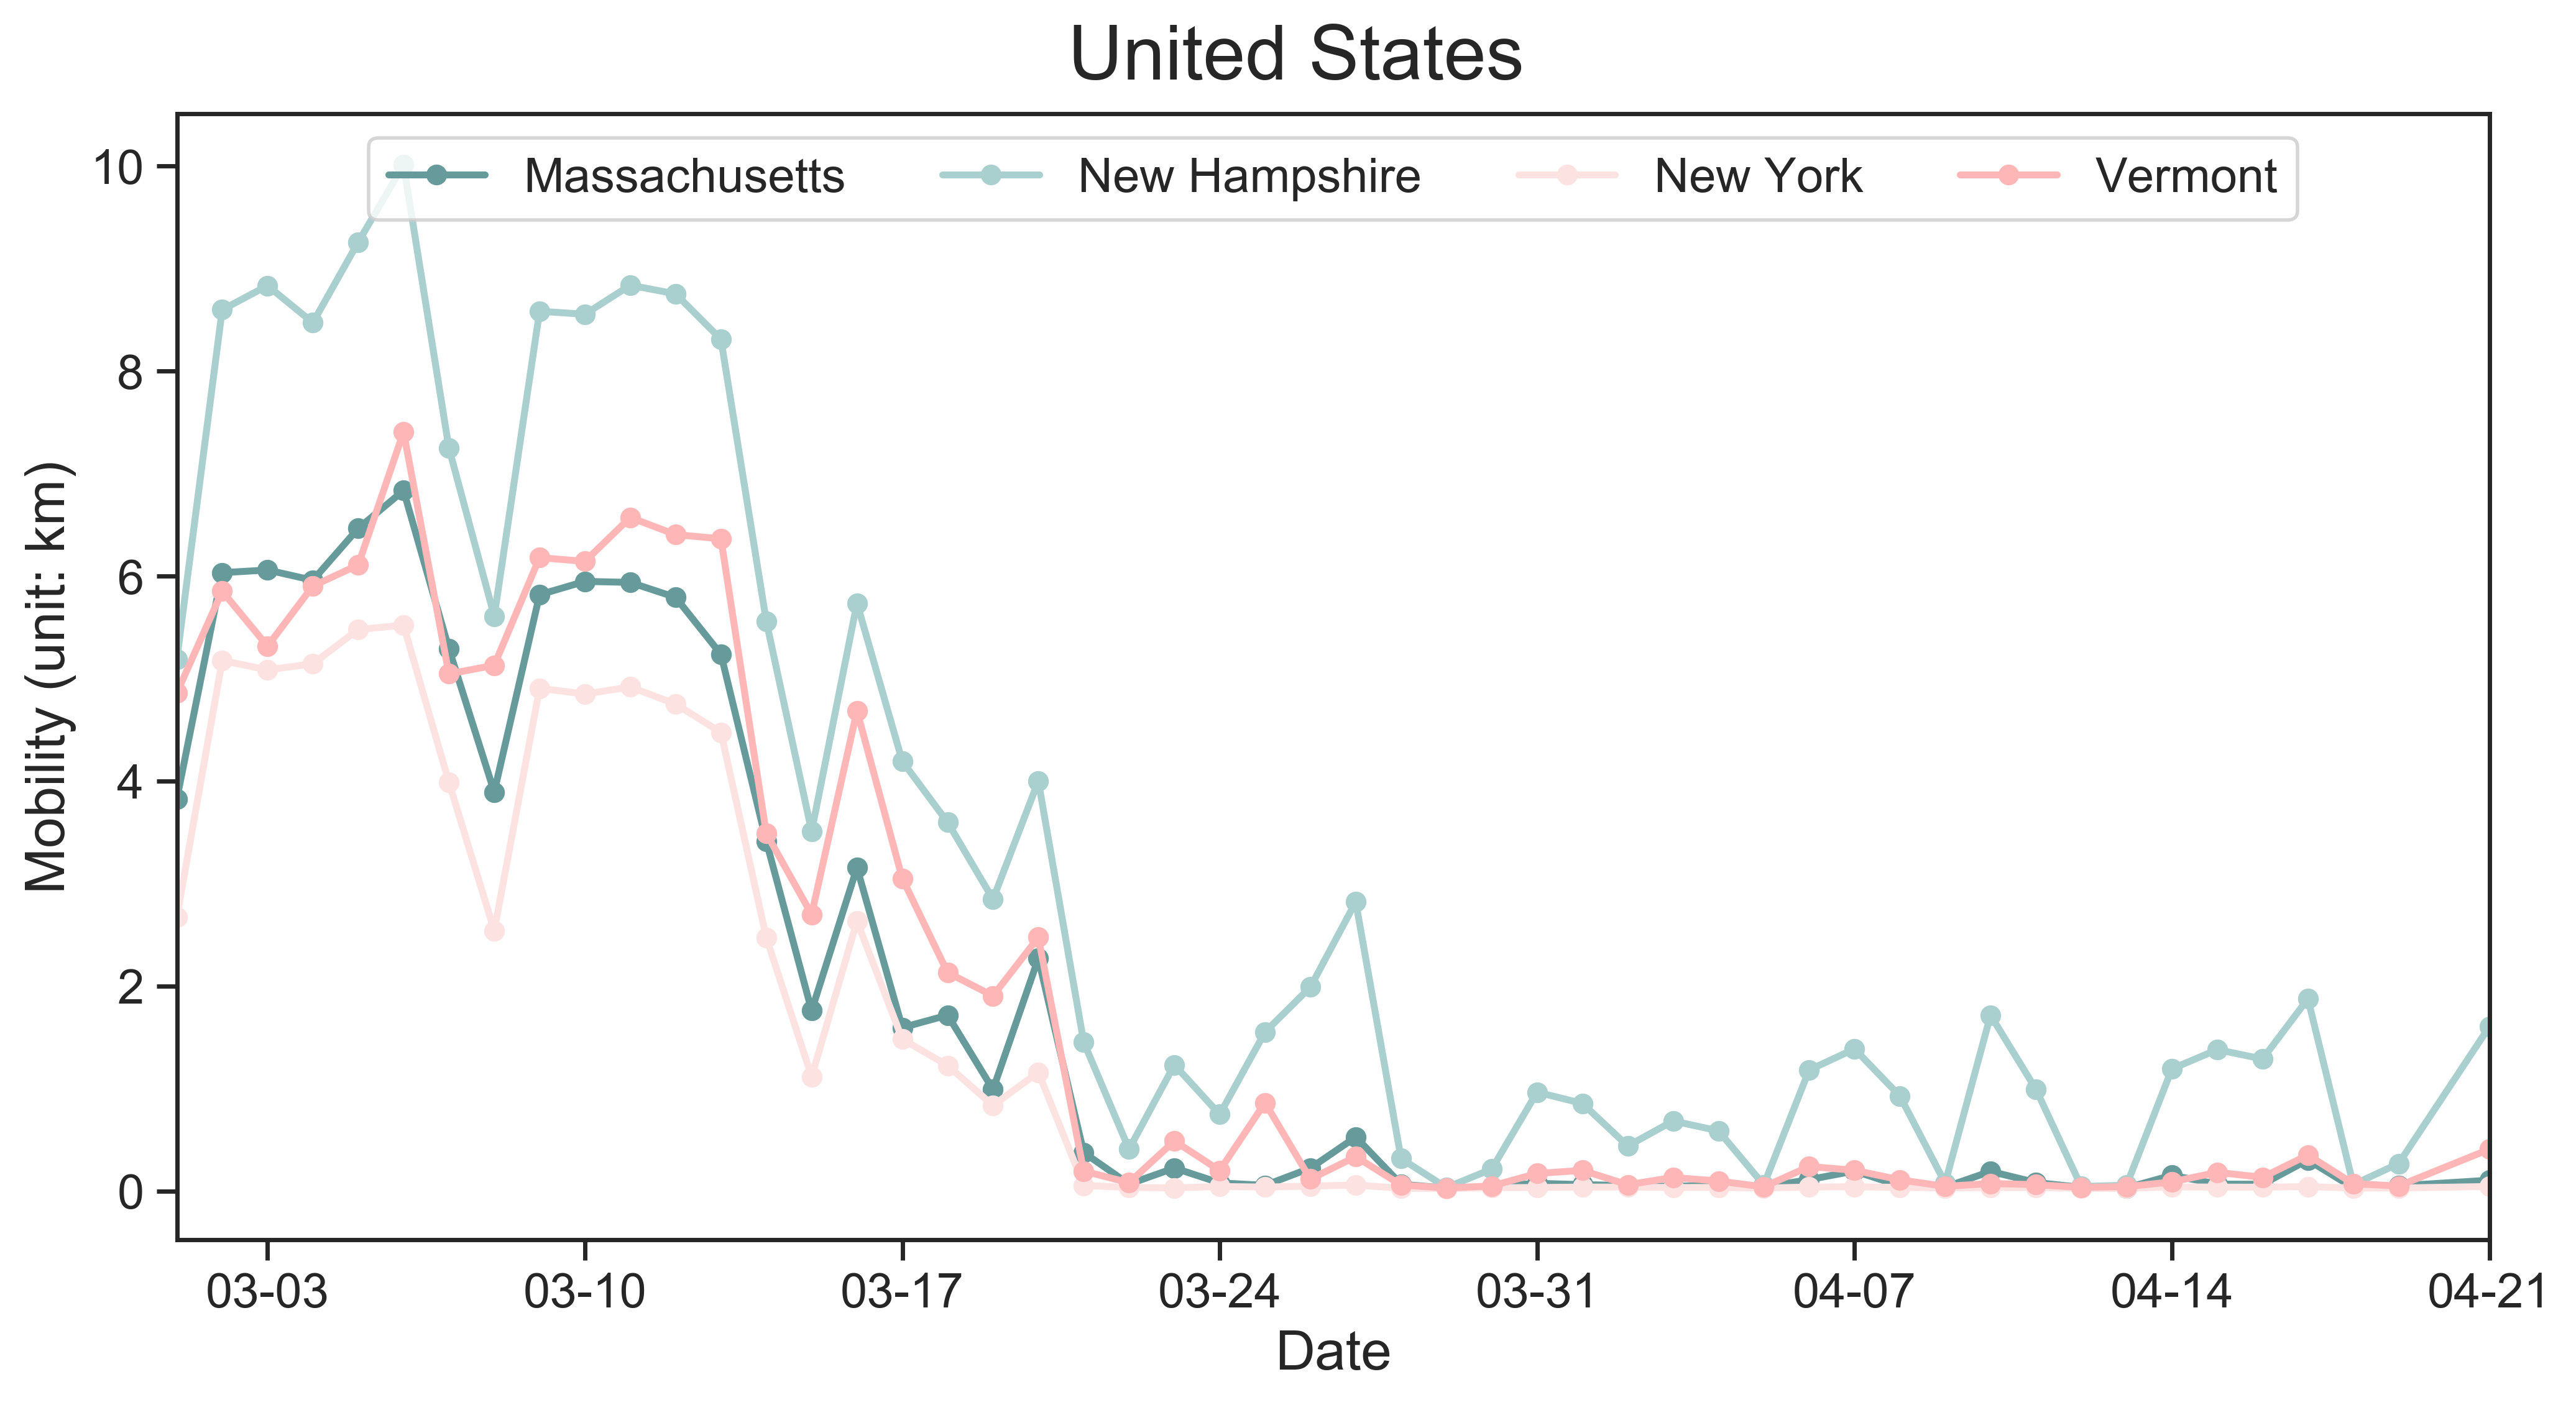 United States
Massachusetts New Hampshire New York Vermont
Mobility (unit: km)
10
8
6
4
2
0
03-03 03-10 03-17 03-24 03-31 04-07 04-14 04-21
Date